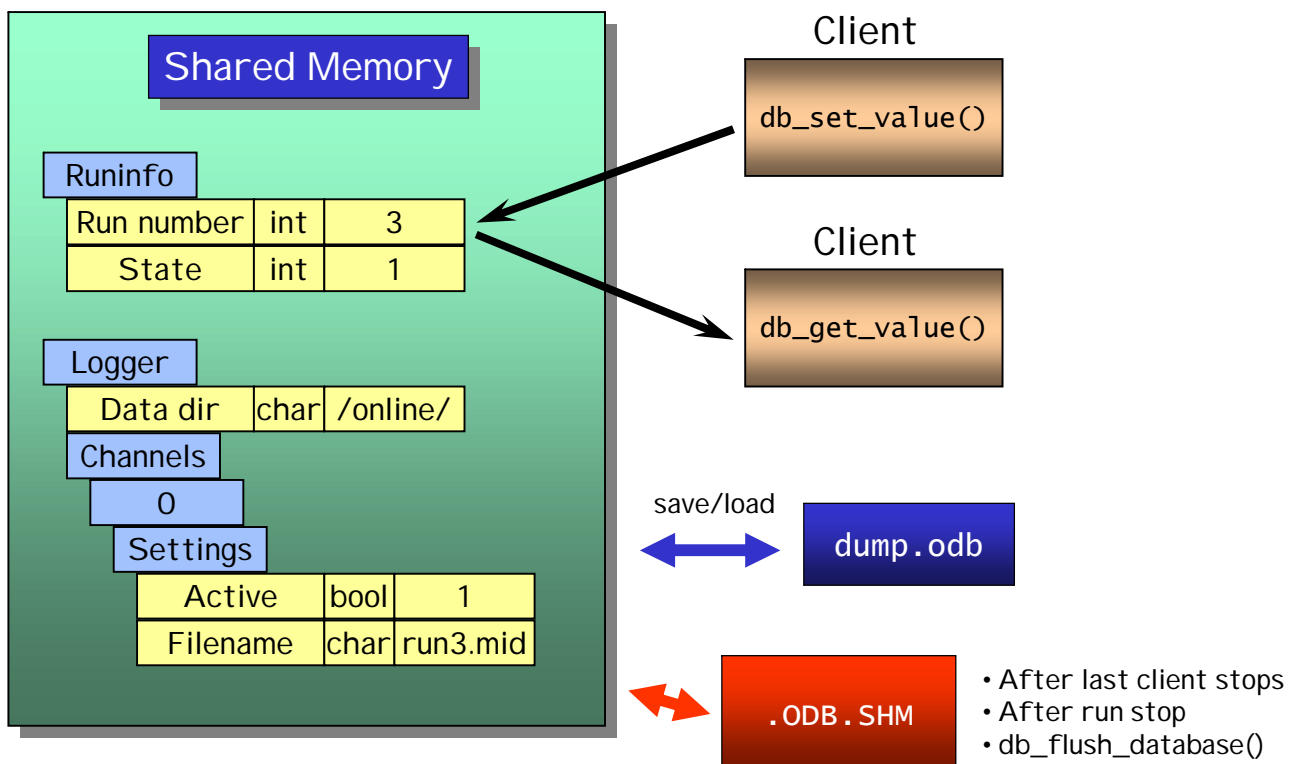 Shared Memory
Runinfo
Run number int 3
State int 1
Logger
Data dir char /online/
Channels
0
Settings
Active bool 1
Filename char run3.mid
Client
db_set_value()
Client
db_get_value()
save/load
dump.odb
.ODB.SHM
• After last client stops
• After run stop
• db_flush_database()